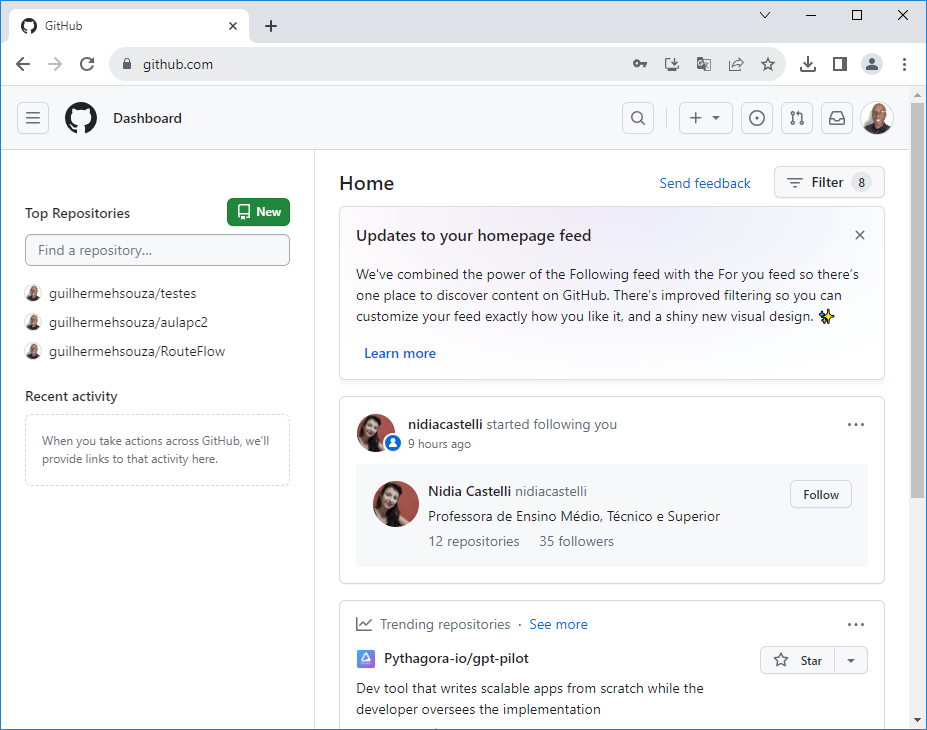 GitHub
github.com
Dashboard
Home
Send feedback
Filter 8
Top Repositories
New
Find a repository...
guilhermehsouza/testes
guilhermehsouza/aulapc2
guilhermehsouza/RouteFlow
Recent activity
When you take actions across GitHub, we'll
provide links to that activity here.
Updates to your homepage feed
We've combined the power of the Following feed with the For you feed so there's
one place to discover content on GitHub. There's improved filtering so you can
customize your feed exactly how you like it, and a shiny new visual design. ✨
Learn more
nidiacastelli started following you
9 hours ago
Nidia Castelli nidiacastelli
Follow
Professora de Ensino Médio, Técnico e Superior
12 repositories 35 followers
Trending repositories · See more
Pythagora-io/gpt-pilot
Star
Dev tool that writes scalable apps from scratch while the
developer oversees the implementation